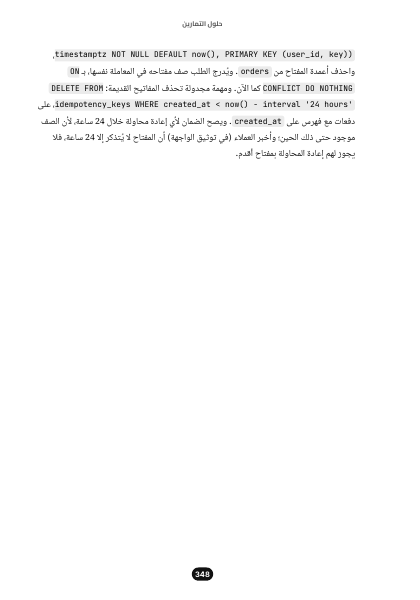 حلول التمارين
timestamptz NOT NULL DEFAULT now(), PRIMARY KEY (user_id, key))،
واحذف أعمدة المفتاح من orders. ويُدرج الطلب صف مفتاحه في المعاملة نفسها، بـ ON
CONFLICT DO NOTHING كما الآن. ومهمة مجدولة تحذف المفاتيح القديمة: DELETE FROM
idempotency_keys WHERE created_at < now() - interval '24 hours'، على
دفعات مع فهرس على created_at. ويصح الضمان لأي إعادة محاولة خلال 24 ساعة، لأن الصف
موجود حتى ذلك الحين؛ وأخبر العملاء (في توثيق الواجهة) أن المفتاح لا يُتذكر إلا 24 ساعة، فلا
يجوز لهم إعادة المحاولة بمفتاح أقدم.
348